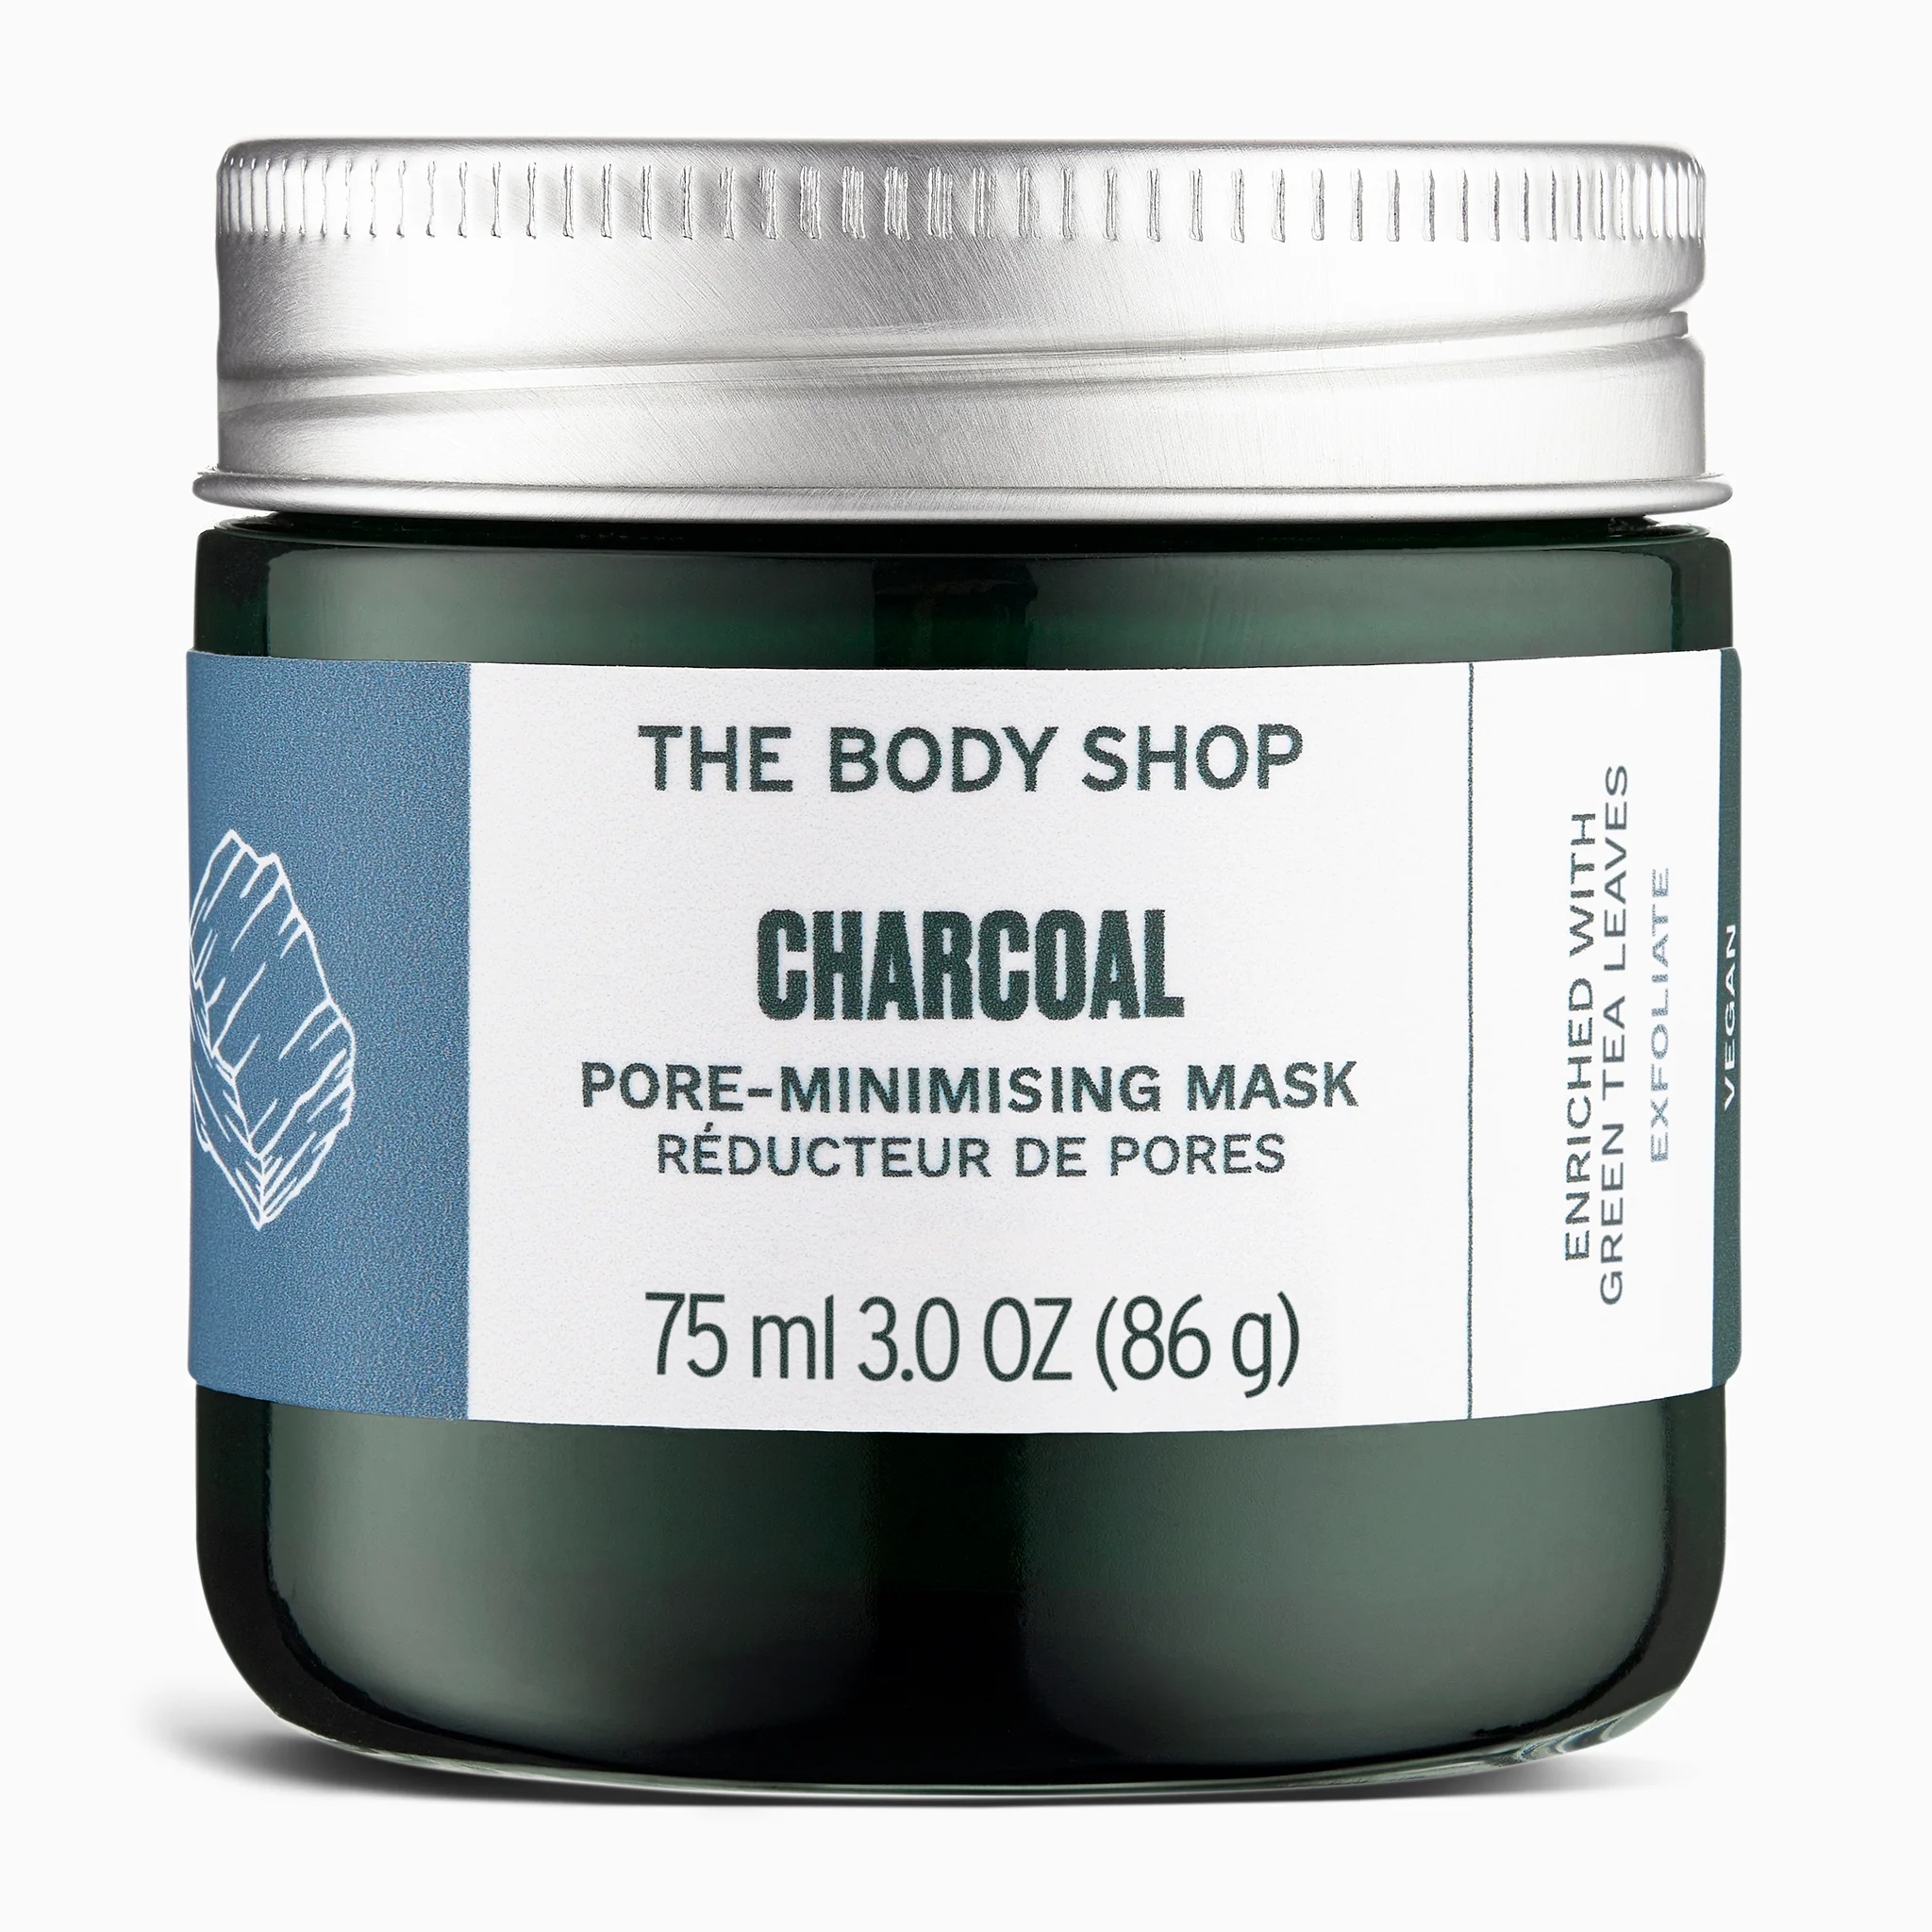 THE BODY SHOP
CHARCOAL
PORE-MINIMISING MASK
RÉDUCTEUR DE PORES
75 ml 3.0 OZ (86 g)
ENRICHED WITH
GREEN TEA LEAVES
EXFOLIATE
VEGAN